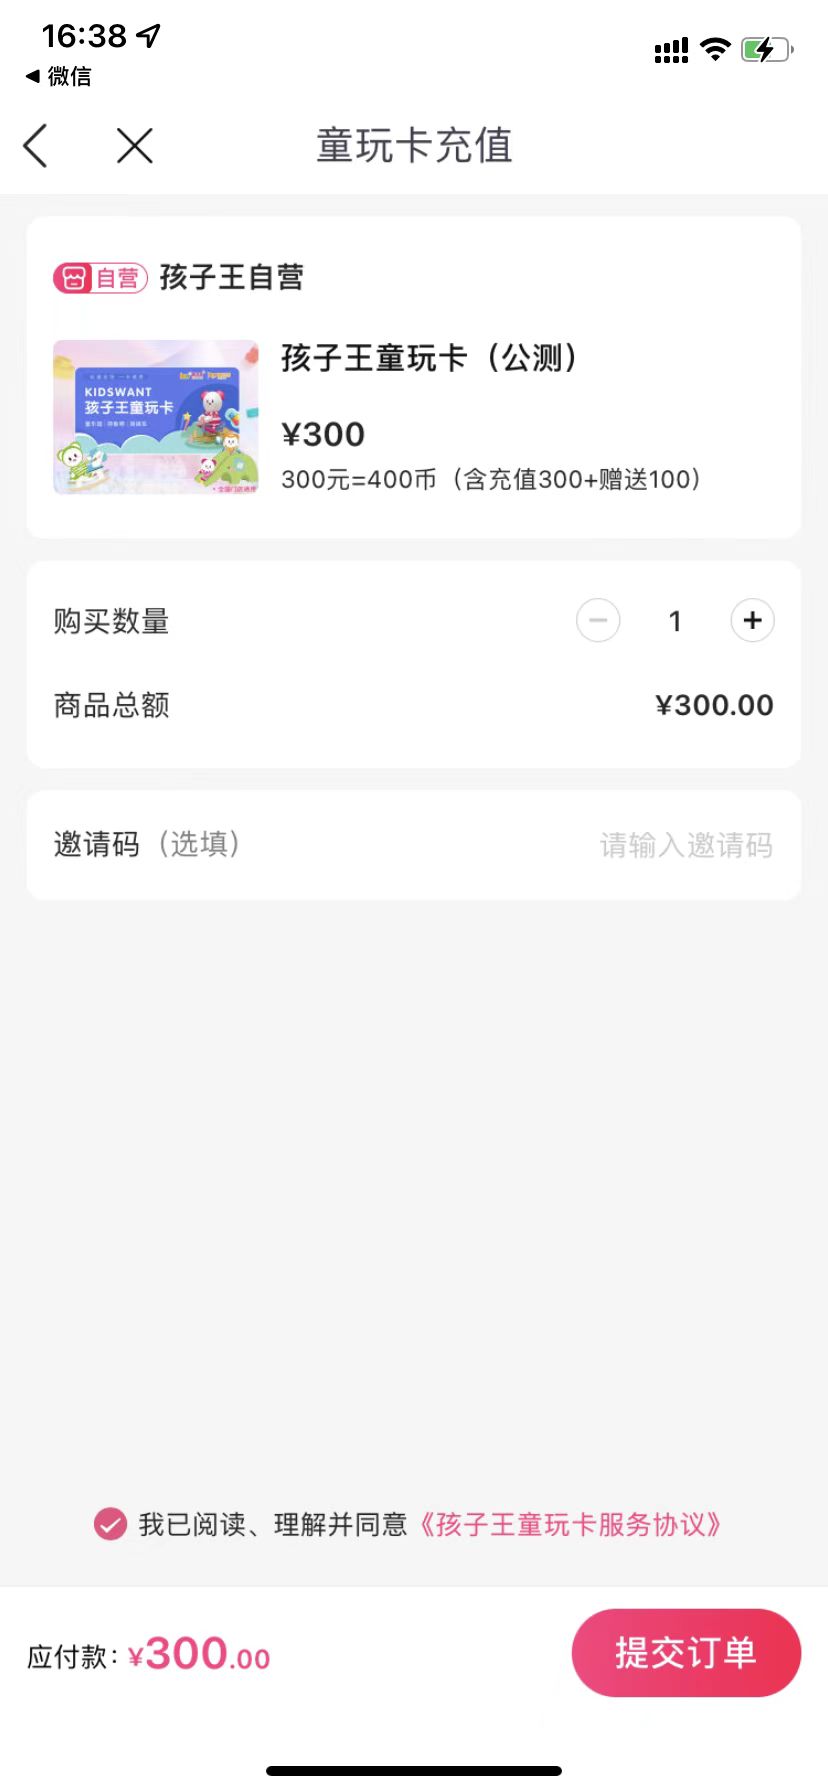 16:38
微信
童玩卡充值
自营 孩子王自营
KIDSWANT
孩子王童玩卡
孩子王童玩卡（公测）
¥300
300元=400币（含充值300+赠送100）
购买数量 1
商品总额 ¥300.00
邀请码（选填） 请输入邀请码
我已阅读、理解并同意《孩子王童玩卡服务协议》
应付款：¥300.00 提交订单